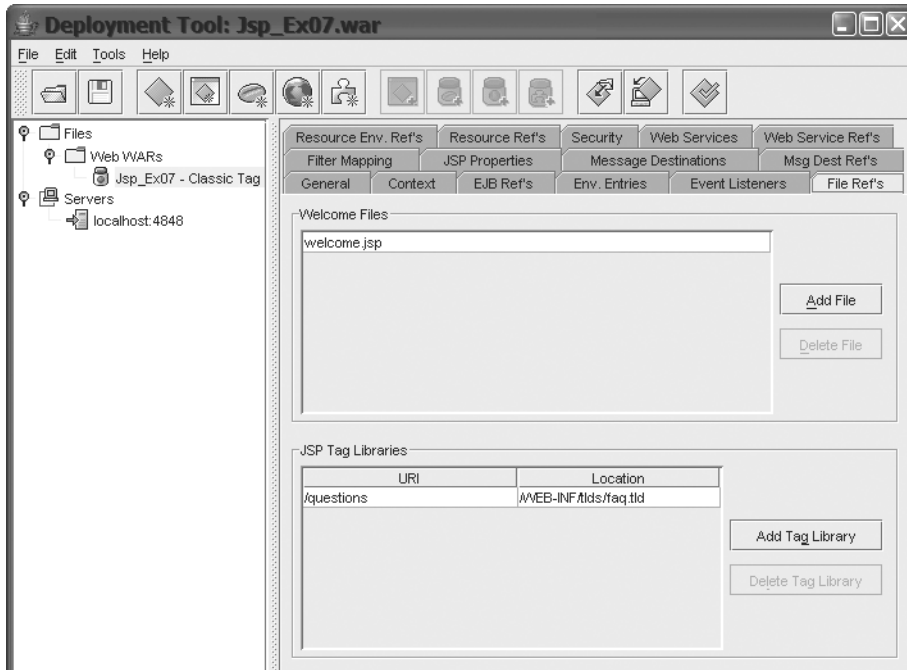 Deployment Tool: Jsp_Ex07.war
File Edit Tools Help
Files
Web WARs
Jsp_Ex07 - Classic Tag
Servers
localhost:4848
Resource Env. Ref's Resource Ref's Security Web Services Web Service Ref's
Filter Mapping JSP Properties Message Destinations Msg Dest Ref's
General Context EJB Ref's Env. Entries Event Listeners File Ref's
Welcome Files
welcome.jsp
Add File
Delete File
JSP Tag Libraries
URI Location
/questions /WEB-INF/tlds/faq.tld
Add Tag Library
Delete Tag Library